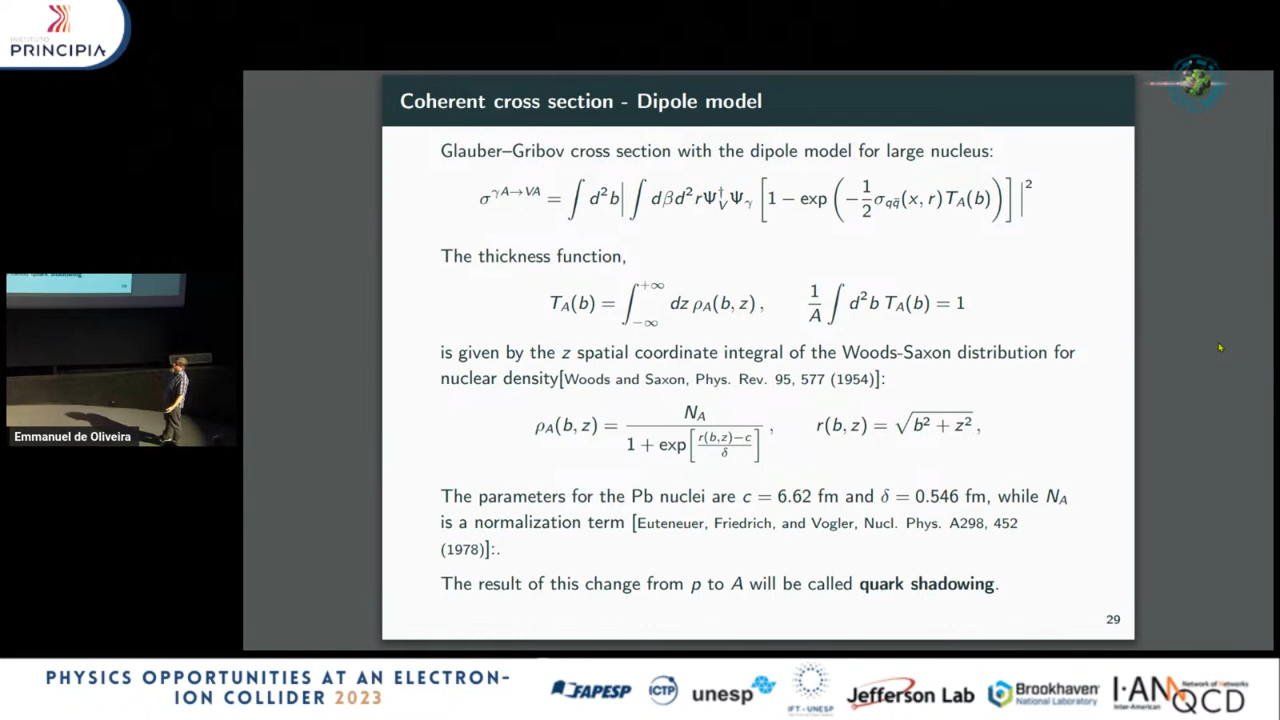 INSTITUTO
PRINCIPIA
Coherent cross section - Dipole model
Glauber–Gribov cross section with the dipole model for large nucleus:
σ^{γA→VA} = ∫ d²b | ∫ dβd²rΨ†_V Ψ_γ [1 − exp (−1/2 σ_{qq̄}(x, r)T_A(b))] |²
The thickness function,
T_A(b) = ∫_{−∞}^{+∞} dz ρ_A(b, z) , 1/A ∫ d²b T_A(b) = 1
is given by the z spatial coordinate integral of the Woods-Saxon distribution for
nuclear density[Woods and Saxon, Phys. Rev. 95, 577 (1954)]:
ρ_A(b, z) = N_A / (1 + exp[(r(b,z)−c)/δ]) , r(b, z) = √(b² + z²) ,
The parameters for the Pb nuclei are c = 6.62 fm and δ = 0.546 fm, while N_A
is a normalization term [Euteneuer, Friedrich, and Vogler, Nucl. Phys. A298, 452
(1978)]:.
The result of this change from p to A will be called quark shadowing.
29
Emmanuel de Oliveira
PHYSICS OPPORTUNITIES AT AN ELECTRON-
ION COLLIDER 2023
FAPESP
ICTP
unesp
IFT - UNESP
Jefferson Lab
Brookhaven
National Laboratory
Network of Networks
I-ANQCD
Inter-American